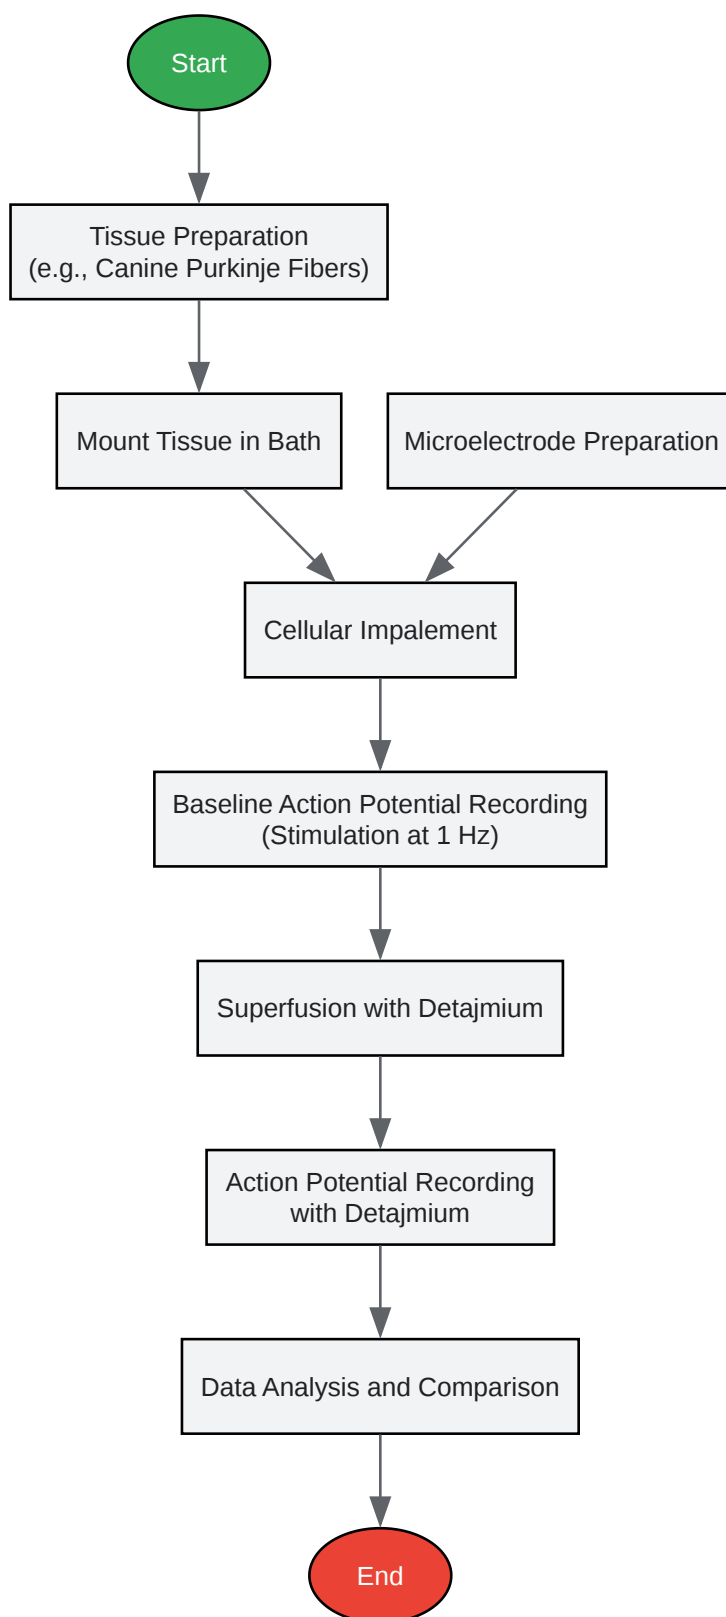 Start
Tissue Preparation
(e.g., Canine Purkinje Fibers)
Mount Tissue in Bath
Microelectrode Preparation
Cellular Impalement
Baseline Action Potential Recording
(Stimulation at 1 Hz)
Superfusion with Detajmium
Action Potential Recording
with Detajmium
Data Analysis and Comparison
End